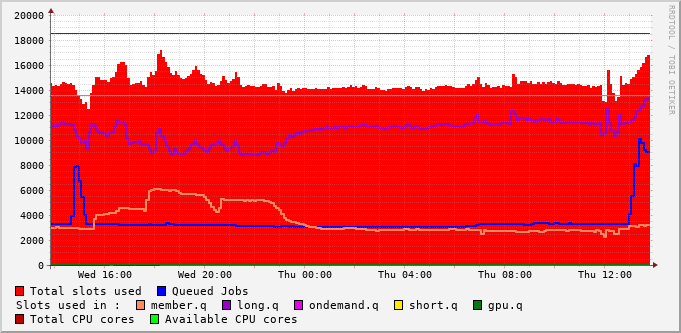 20000
18000
16000
14000
12000
10000
8000
6000
4000
2000
0
Wed 16:00 Wed 20:00 Thu 00:00 Thu 04:00 Thu 08:00 Thu 12:00
Total slots used Queued Jobs
Slots used in : member.q long.q ondemand.q short.q gpu.q
Total CPU cores Available CPU cores
RRDTOOL / TOBI OETIKER